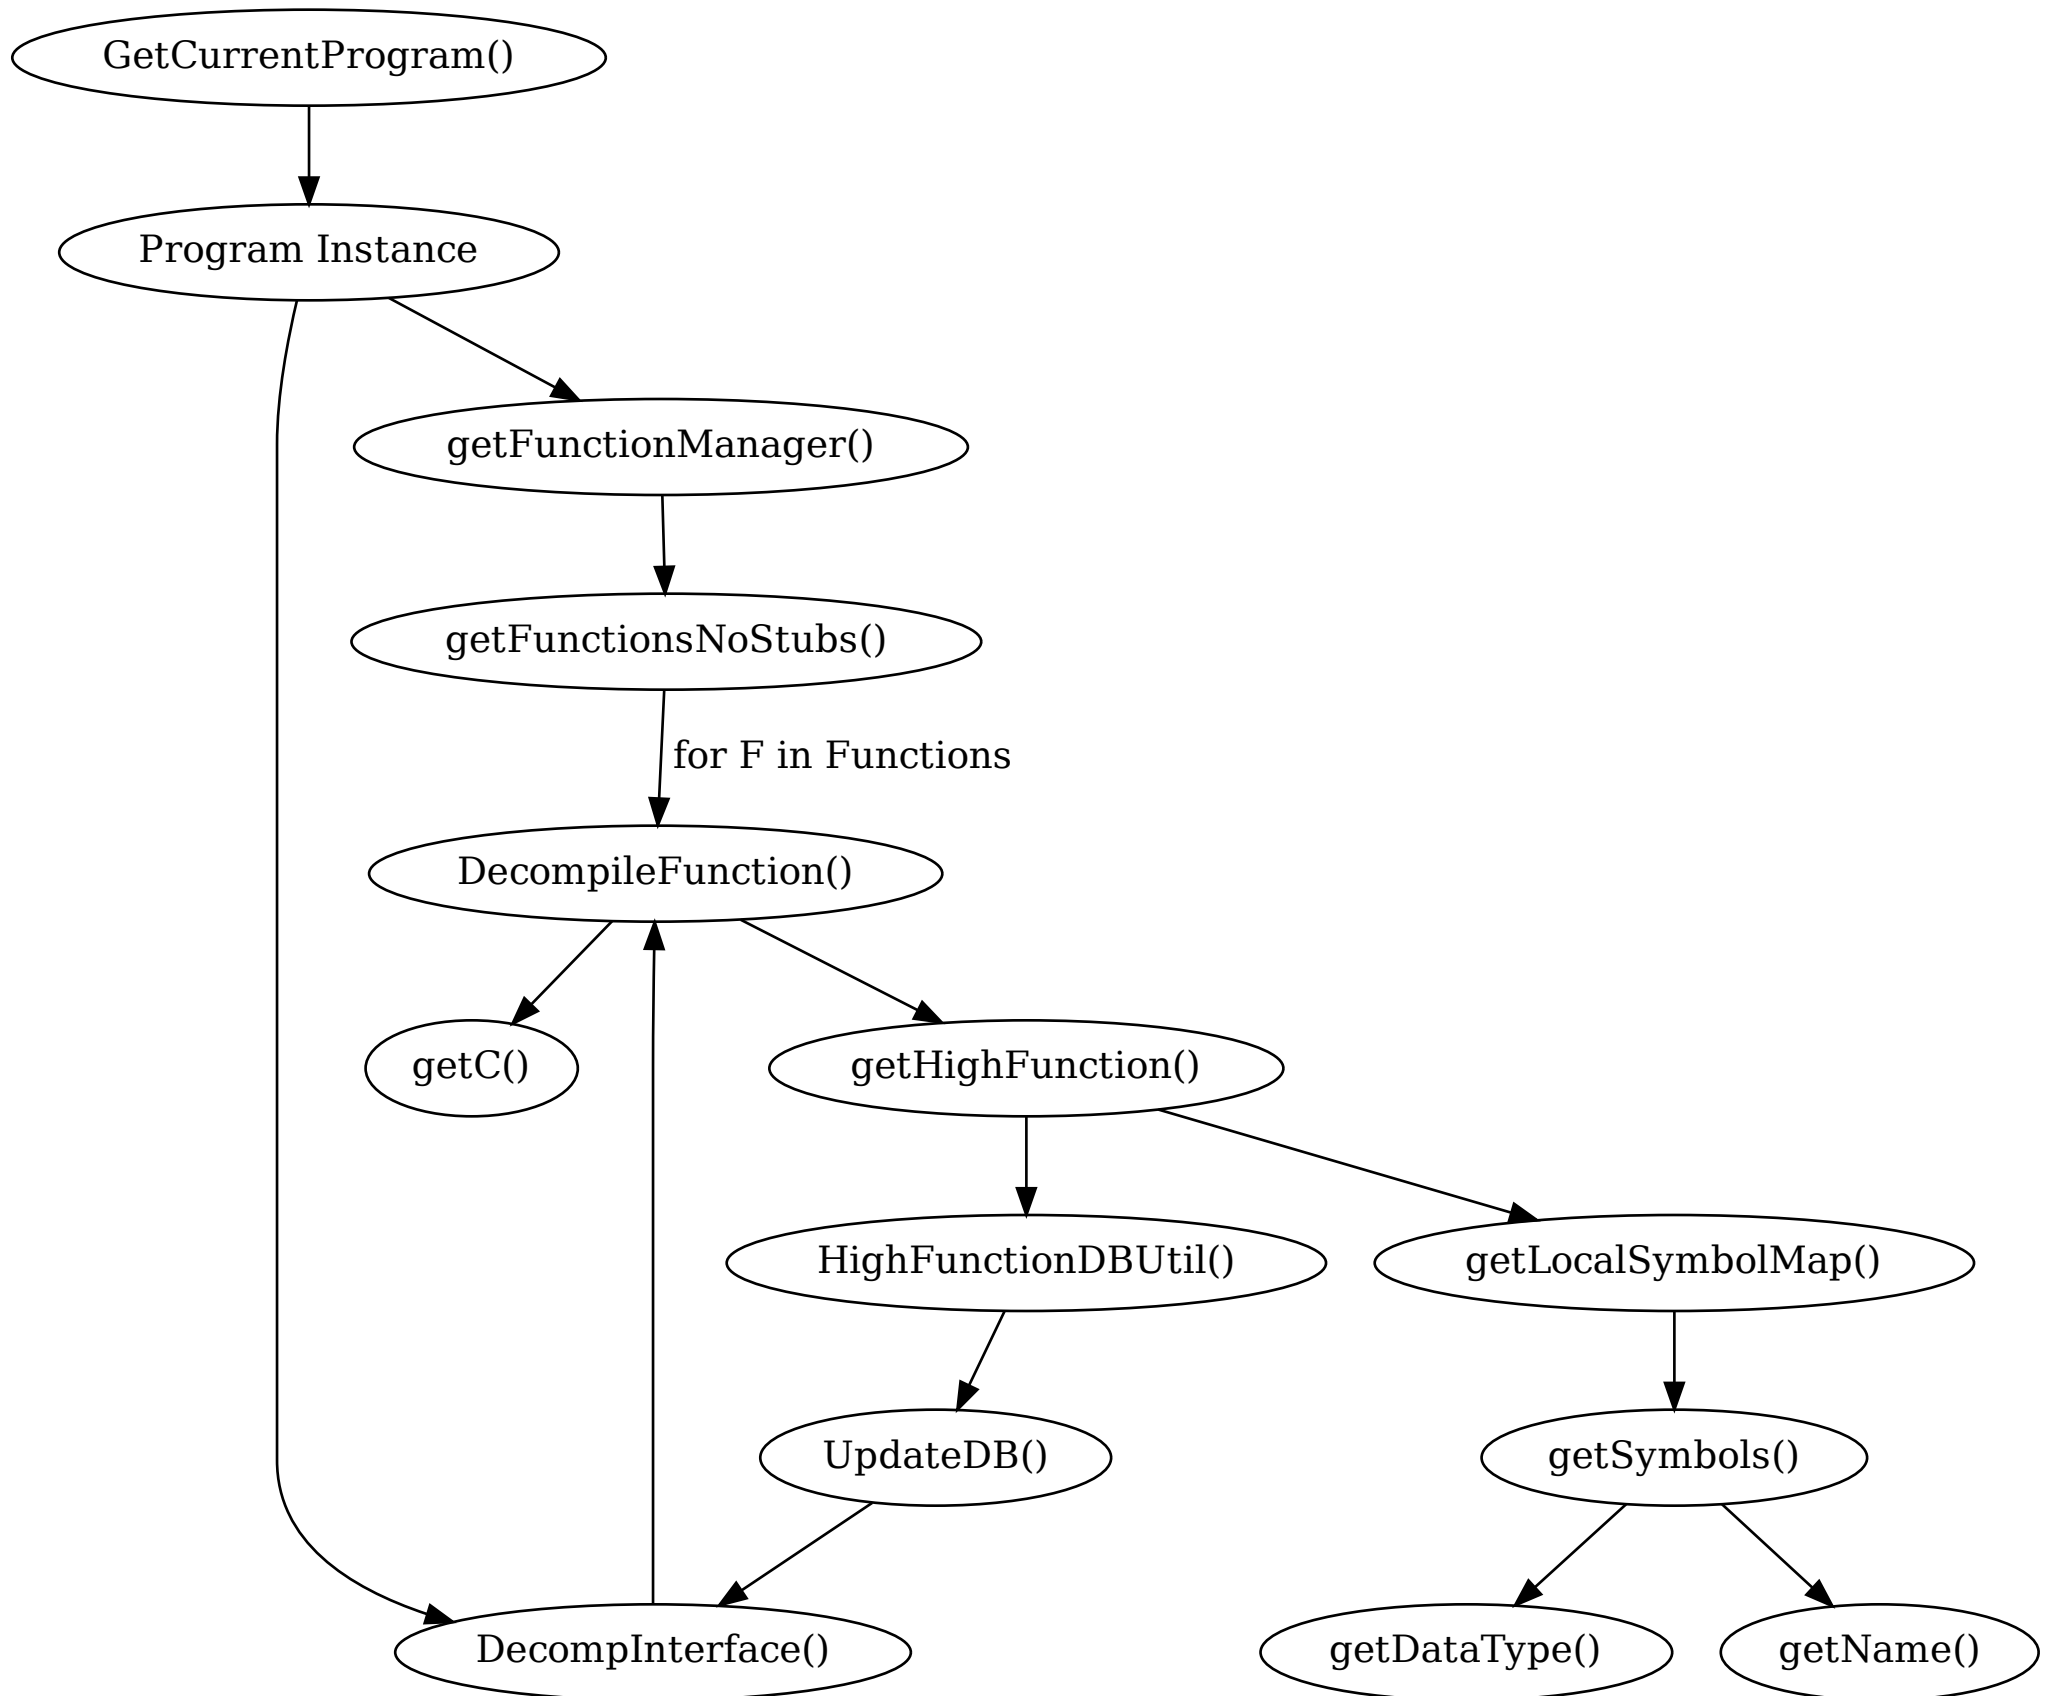 GetCurrentProgram()
Program Instance
getFunctionManager()
getFunctionsNoStubs()
for F in Functions
DecompileFunction()
getC()
getHighFunction()
HighFunctionDBUtil()
getLocalSymbolMap()
UpdateDB()
getSymbols()
DecompInterface()
getDataType()
getName()